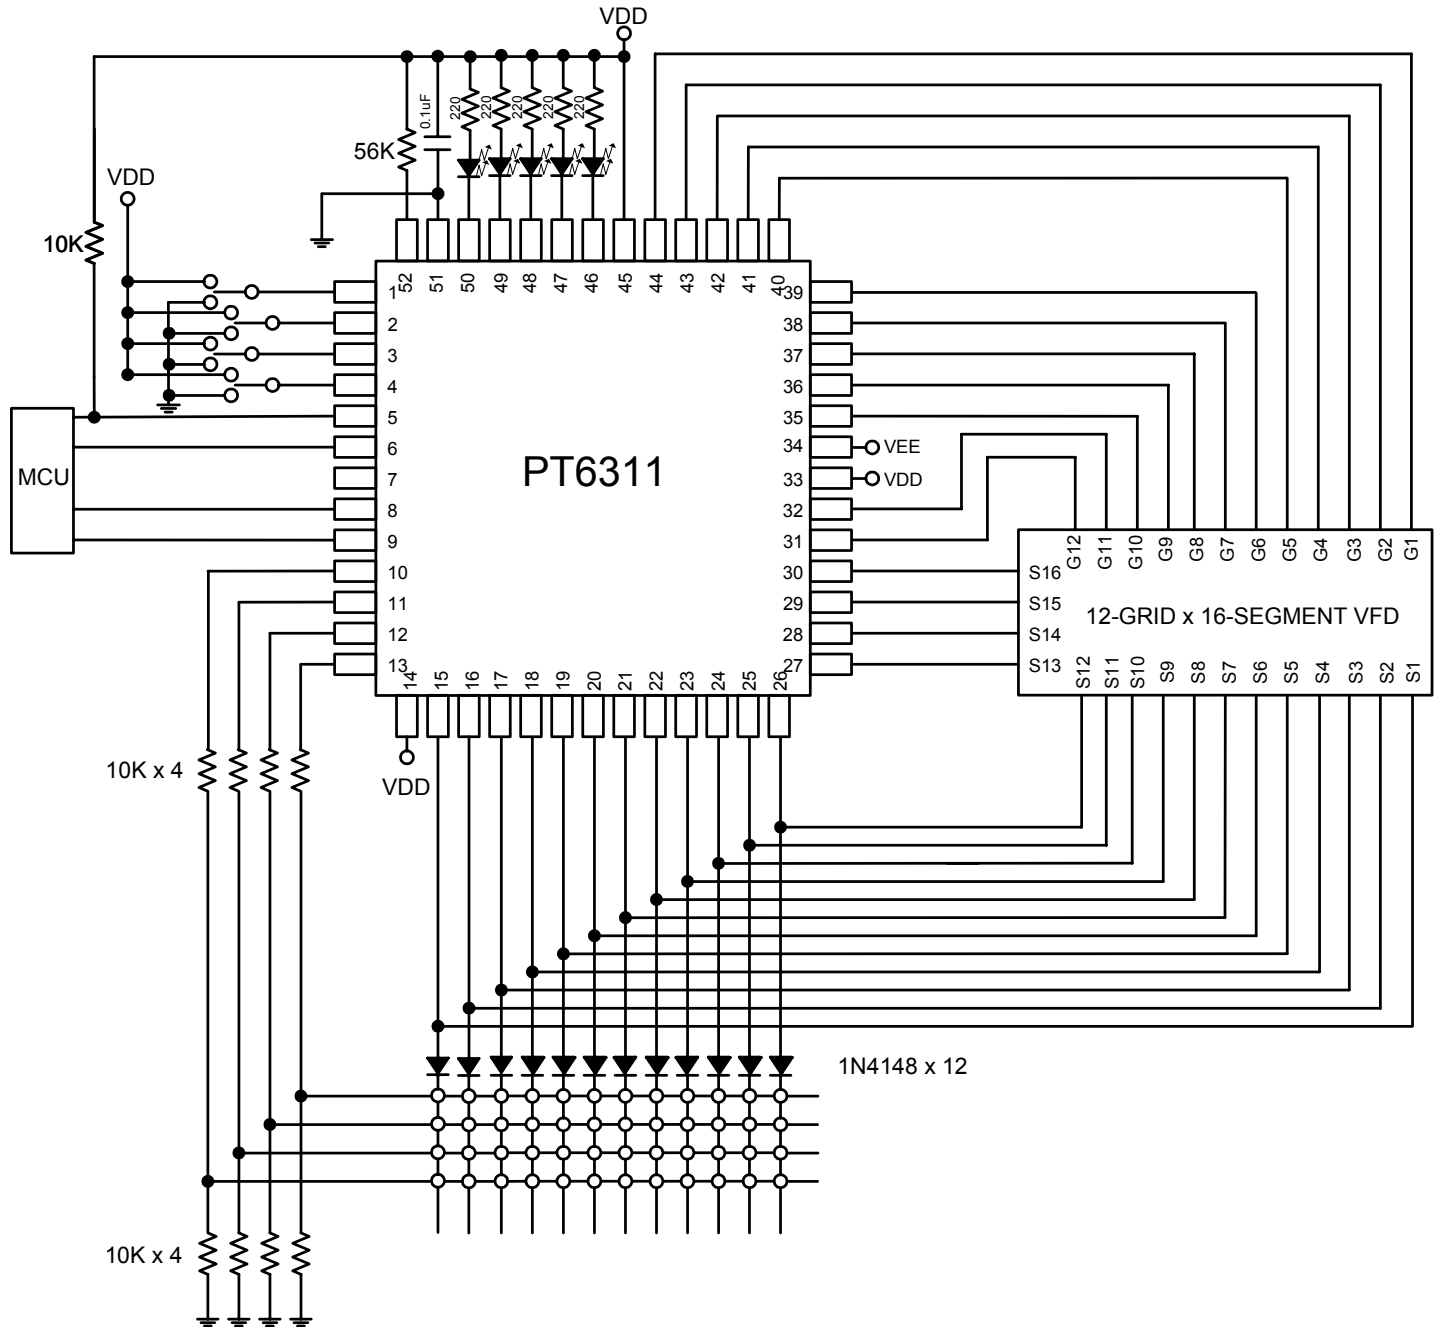 VDD
0.1uF
220
220
220
220
220
56K
VDD
10K
52 51 50 49 48 47 46 45 44 43 42 41 40
1
2
3
4
5
6
7
8
9
10
11
12
13
39
38
37
36
35
34
33
32
31
30
29
28
27
VEE
VDD
MCU
PT6311
G12 G11 G10 G9 G8 G7 G6 G5 G4 G3 G2 G1
S16
S15
S14
S13
12-GRID x 16-SEGMENT VFD
S12 S11 S10 S9 S8 S7 S6 S5 S4 S3 S2 S1
14 15 16 17 18 19 20 21 22 23 24 25 26
10K x 4
VDD
1N4148 x 12
10K x 4